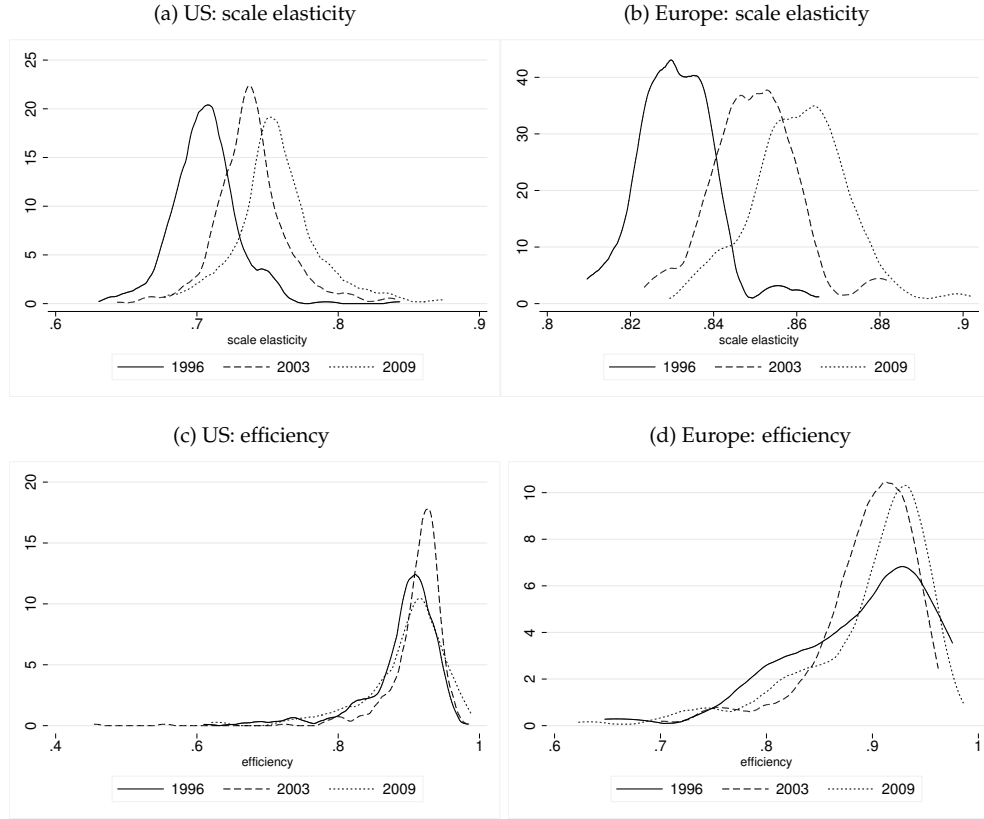 (a) US: scale elasticity
(b) Europe: scale elasticity
0 5 10 15 20 25
.6 .7 .8 .9
scale elasticity
1996 2003 2009
0 10 20 30 40
.8 .82 .84 .86 .88 .9
scale elasticity
1996 2003 2009
(c) US: efficiency
(d) Europe: efficiency
0 5 10 15 20
.4 .6 .8 1
efficiency
1996 2003 2009
0 2 4 6 8 10
.6 .7 .8 .9 1
efficiency
1996 2003 2009